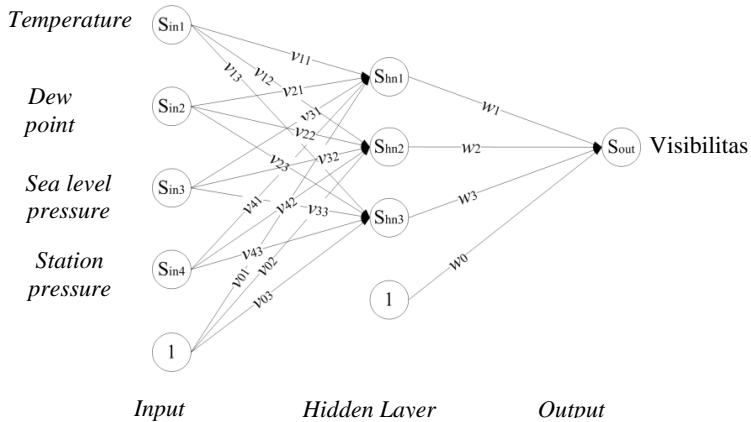 Temperature
Sin1
v11
v12
v13
Shn1
Dew
point
Sin2
v21
v22
v23
w1
Sea level
pressure
Sin3
v31
v32
v33
Shn2
w2
Sout
Visibilitas
Station
pressure
Sin4
v41
v42
v43
Shn3
w3
1
v01
v02
v03
1
w0
Input
Hidden Layer
Output